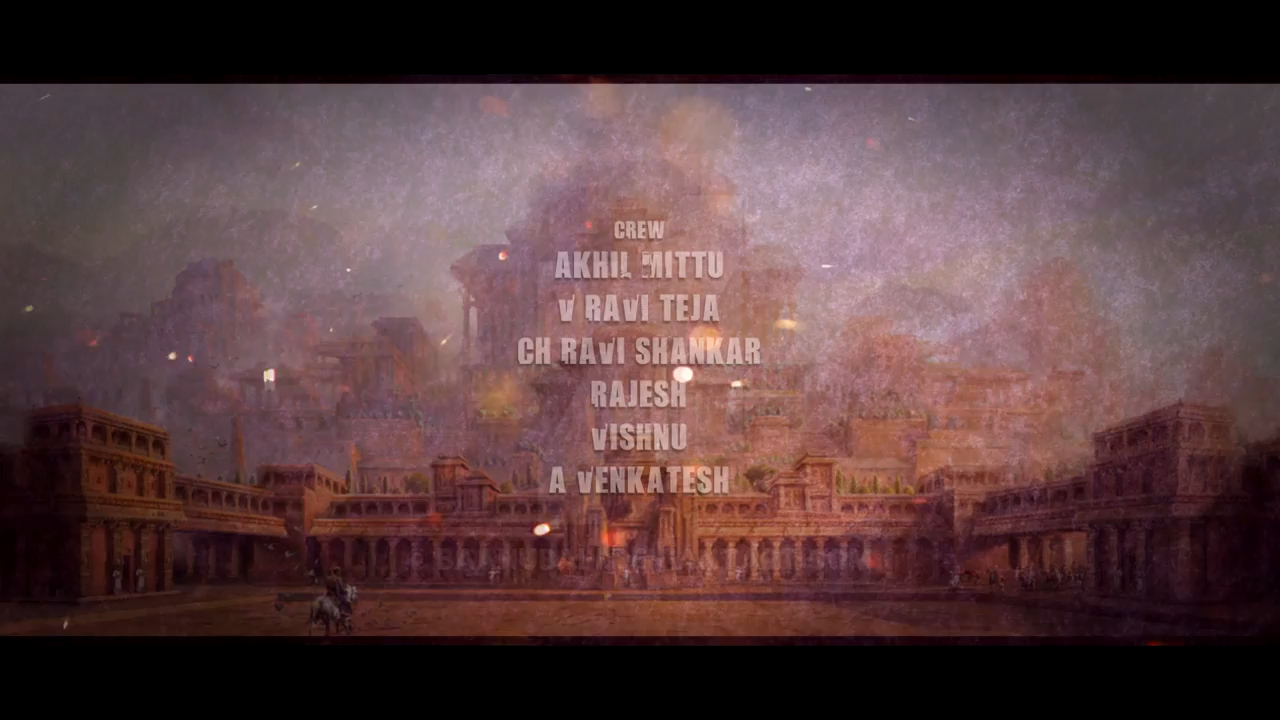 CREW
AKHIL MITTU
V RAVI TEJA
CH RAVI SHANKAR
RAJESH
VISHNU
A VENKATESH